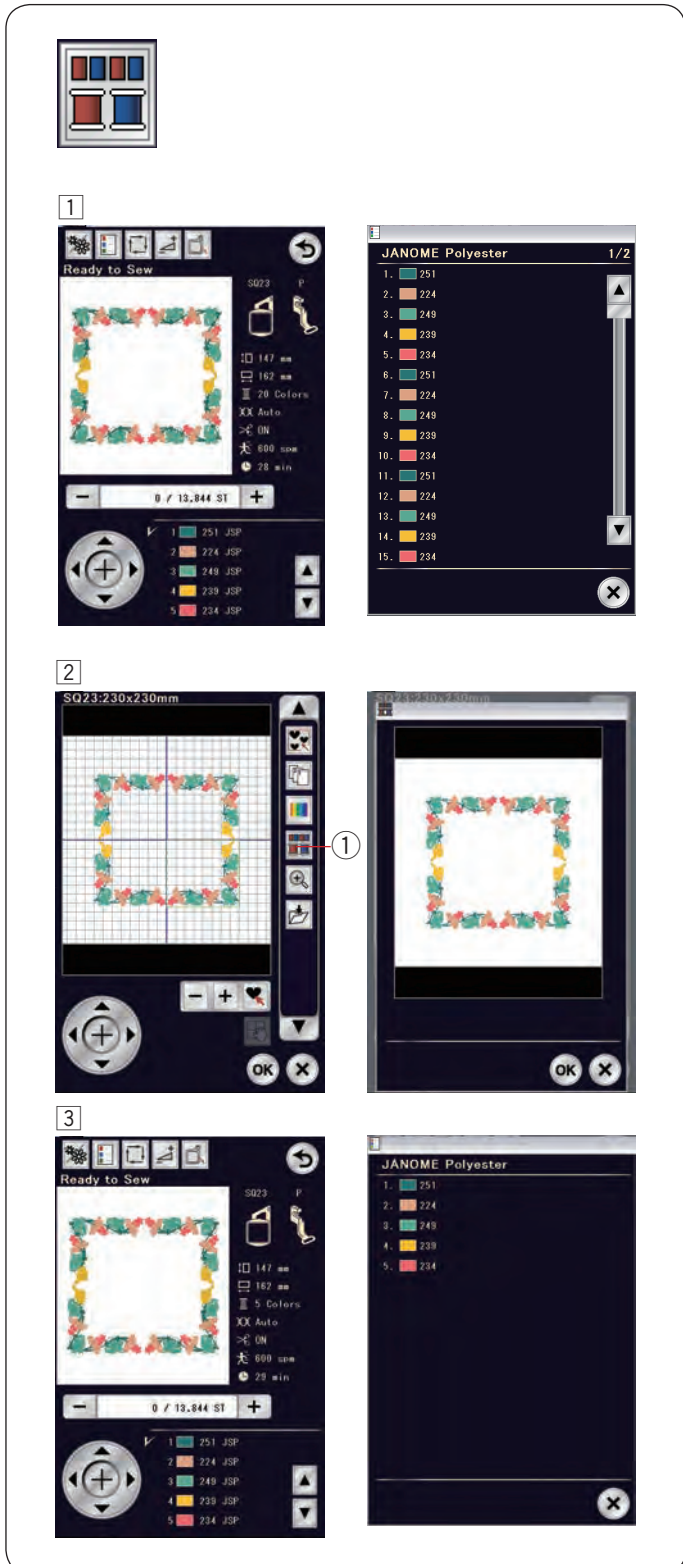 1
Ready to Sew
SQ23 P
147 mm
162 mm
20 Colors
XX Auto
ON
600 spm
28 min
− 0 / 13.844 ST +
1 251 JSP
2 224 JSP
3 249 JSP
4 239 JSP
5 234 JSP
JANOME Polyester 1/2
1. 251
2. 224
3. 249
4. 239
5. 234
6. 251
7. 224
8. 249
9. 239
10. 234
11. 251
12. 224
13. 249
14. 239
15. 234
2
SQ23:230x230mm
①
OK
SQ23:230x230mm
OK
3
Ready to Sew
SQ23 P
147 mm
162 mm
5 Colors
XX Auto
ON
600 spm
29 min
− 0 / 13.844 ST +
1 251 JSP
2 224 JSP
3 249 JSP
4 239 JSP
5 234 JSP
JANOME Polyester
1. 251
2. 224
3. 249
4. 239
5. 234